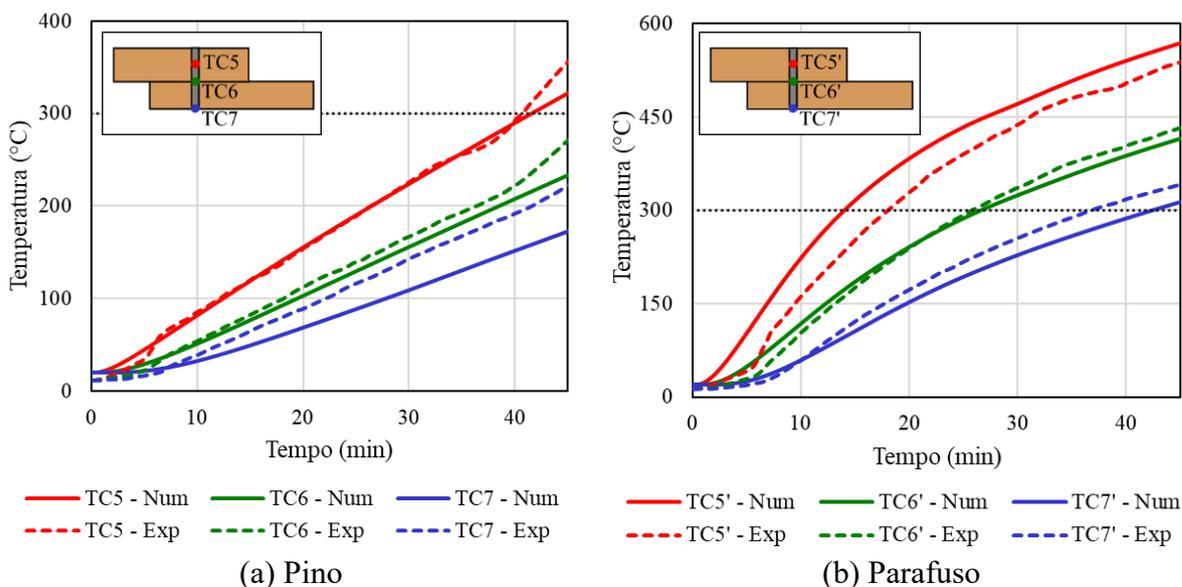 400
300
200
100
0
Temperatura (°C)
TC5
TC6
TC7
0 10 20 30 40
Tempo (min)
TC5 - Num TC6 - Num TC7 - Num
TC5 - Exp TC6 - Exp TC7 - Exp
(a) Pino
600
450
300
150
0
Temperatura (°C)
TC5'
TC6'
TC7'
0 10 20 30 40
Tempo (min)
TC5' - Num TC6' - Num TC7' - Num
TC5' - Exp TC6' - Exp TC7' - Exp
(b) Parafuso